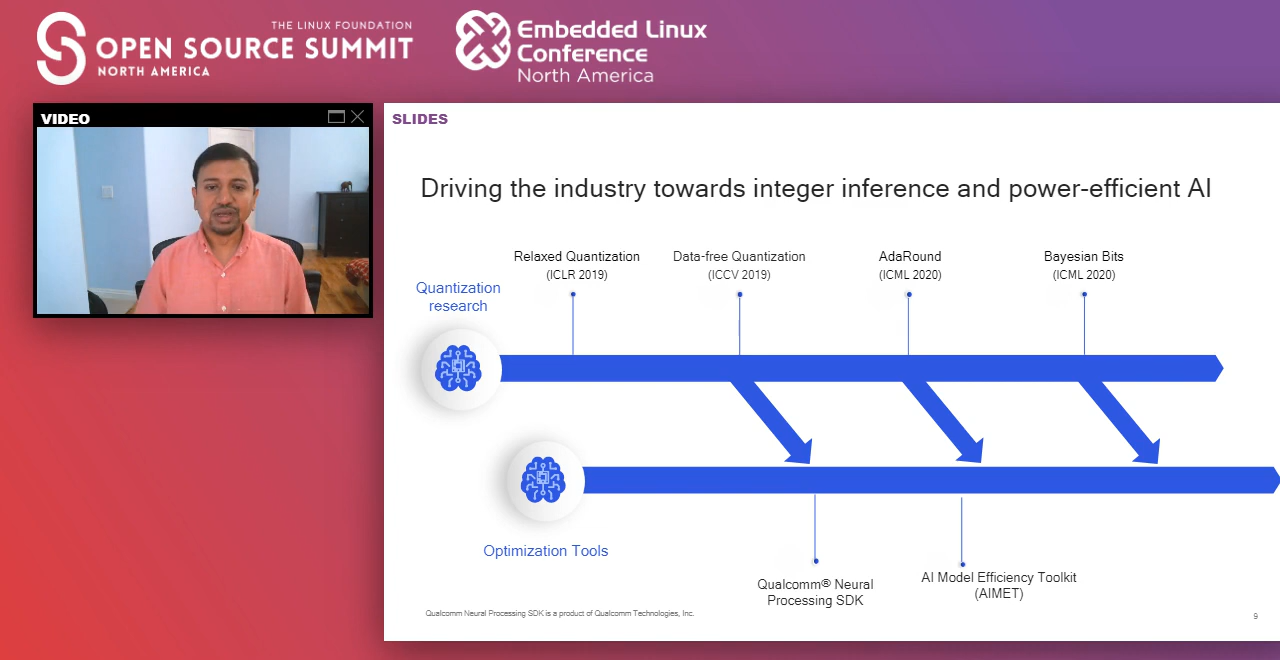 THE LINUX FOUNDATION
OPEN SOURCE SUMMIT
NORTH AMERICA
Embedded Linux
Conference
North America
VIDEO
SLIDES
Driving the industry towards integer inference and power-efficient AI
Relaxed Quantization
(ICLR 2019)
Data-free Quantization
(ICCV 2019)
AdaRound
(ICML 2020)
Bayesian Bits
(ICML 2020)
Quantization
research
Optimization Tools
Qualcomm® Neural
Processing SDK
AI Model Efficiency Toolkit
(AIMET)
Qualcomm Neural Processing SDK is a product of Qualcomm Technologies, Inc.
9